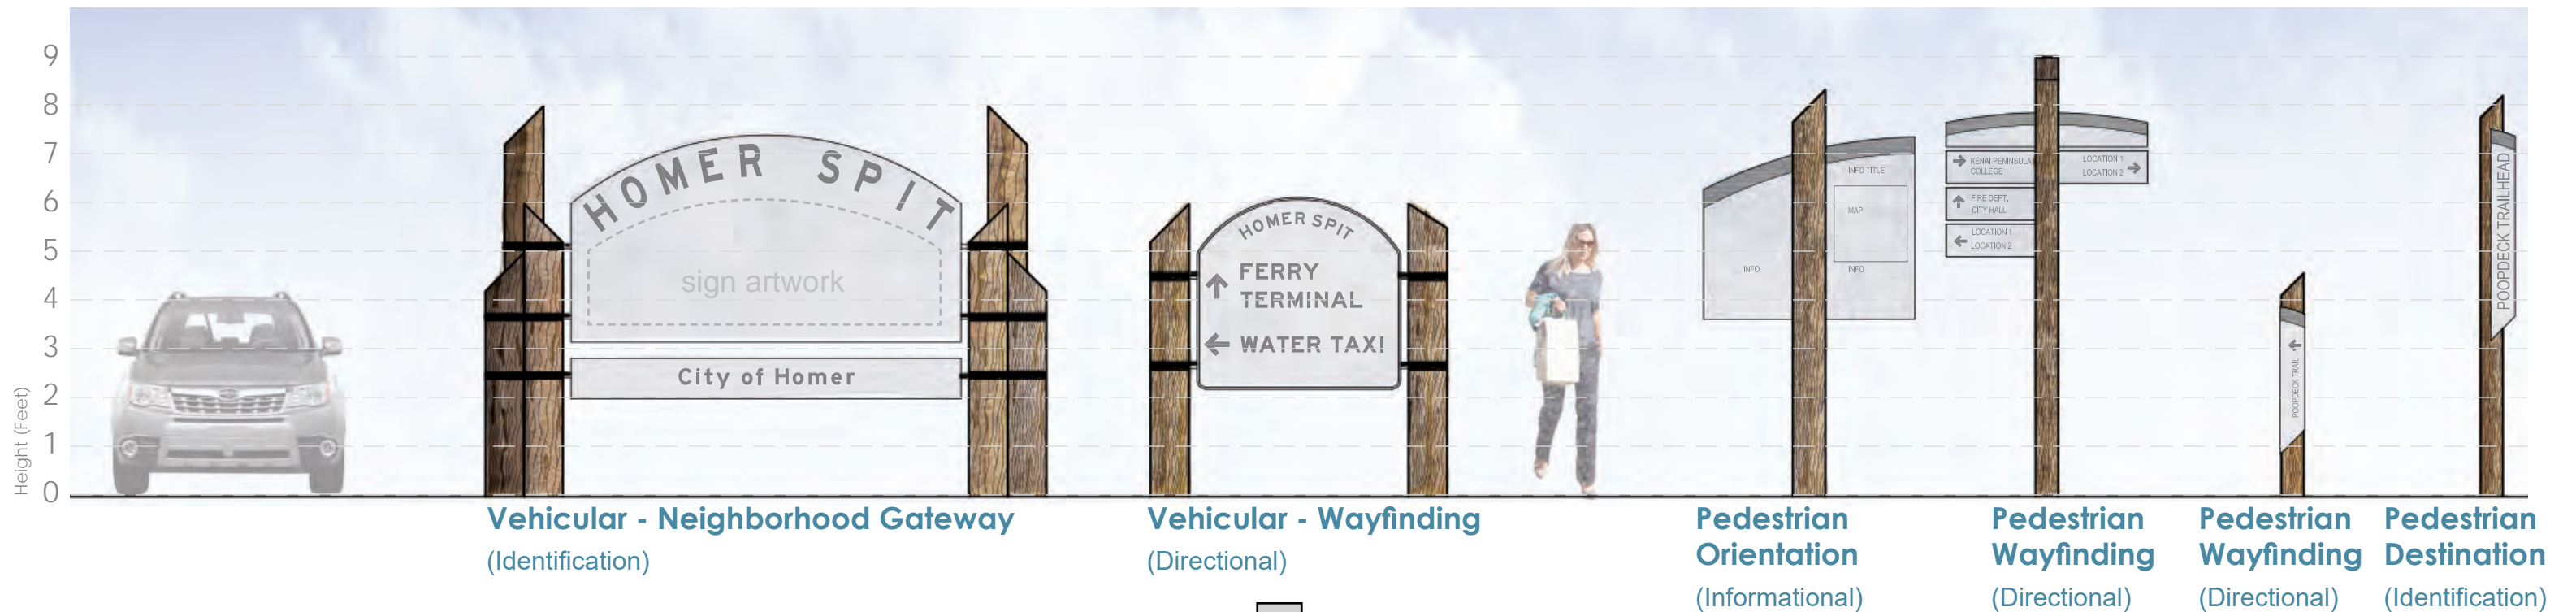 9
8
7
6
5
4
3
2
1
0
Height (Feet)
HOMER SPIT
sign artwork
City of Homer
HOMER SPIT
FERRY
TERMINAL
WATER TAXI
INFO TITLE
MAP
INFO
INFO
KENAI PENINSULA
COLLEGE
FIRE DEPT.
CITY HALL
LOCATION 1
LOCATION 2
LOCATION 1
LOCATION 2
POOPDECK TRAIL
POOPDECK TRAILHEAD
Vehicular - Neighborhood Gateway
(Identification)
Vehicular - Wayfinding
(Directional)
Pedestrian
Orientation
(Informational)
Pedestrian
Wayfinding
(Directional)
Pedestrian
Wayfinding
(Directional)
Pedestrian
Destination
(Identification)